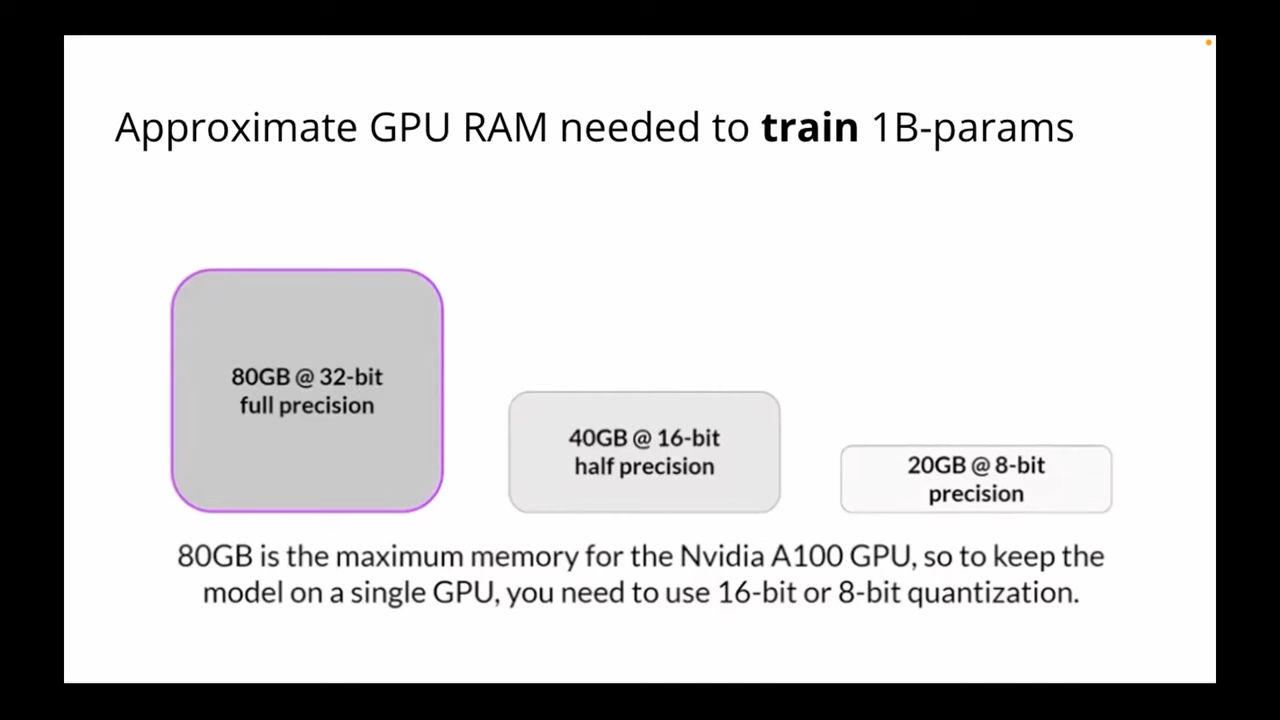 Approximate GPU RAM needed to train 1B-params
80GB @ 32-bit
full precision
40GB @ 16-bit
half precision
20GB @ 8-bit
precision
80GB is the maximum memory for the Nvidia A100 GPU, so to keep the
model on a single GPU, you need to use 16-bit or 8-bit quantization.